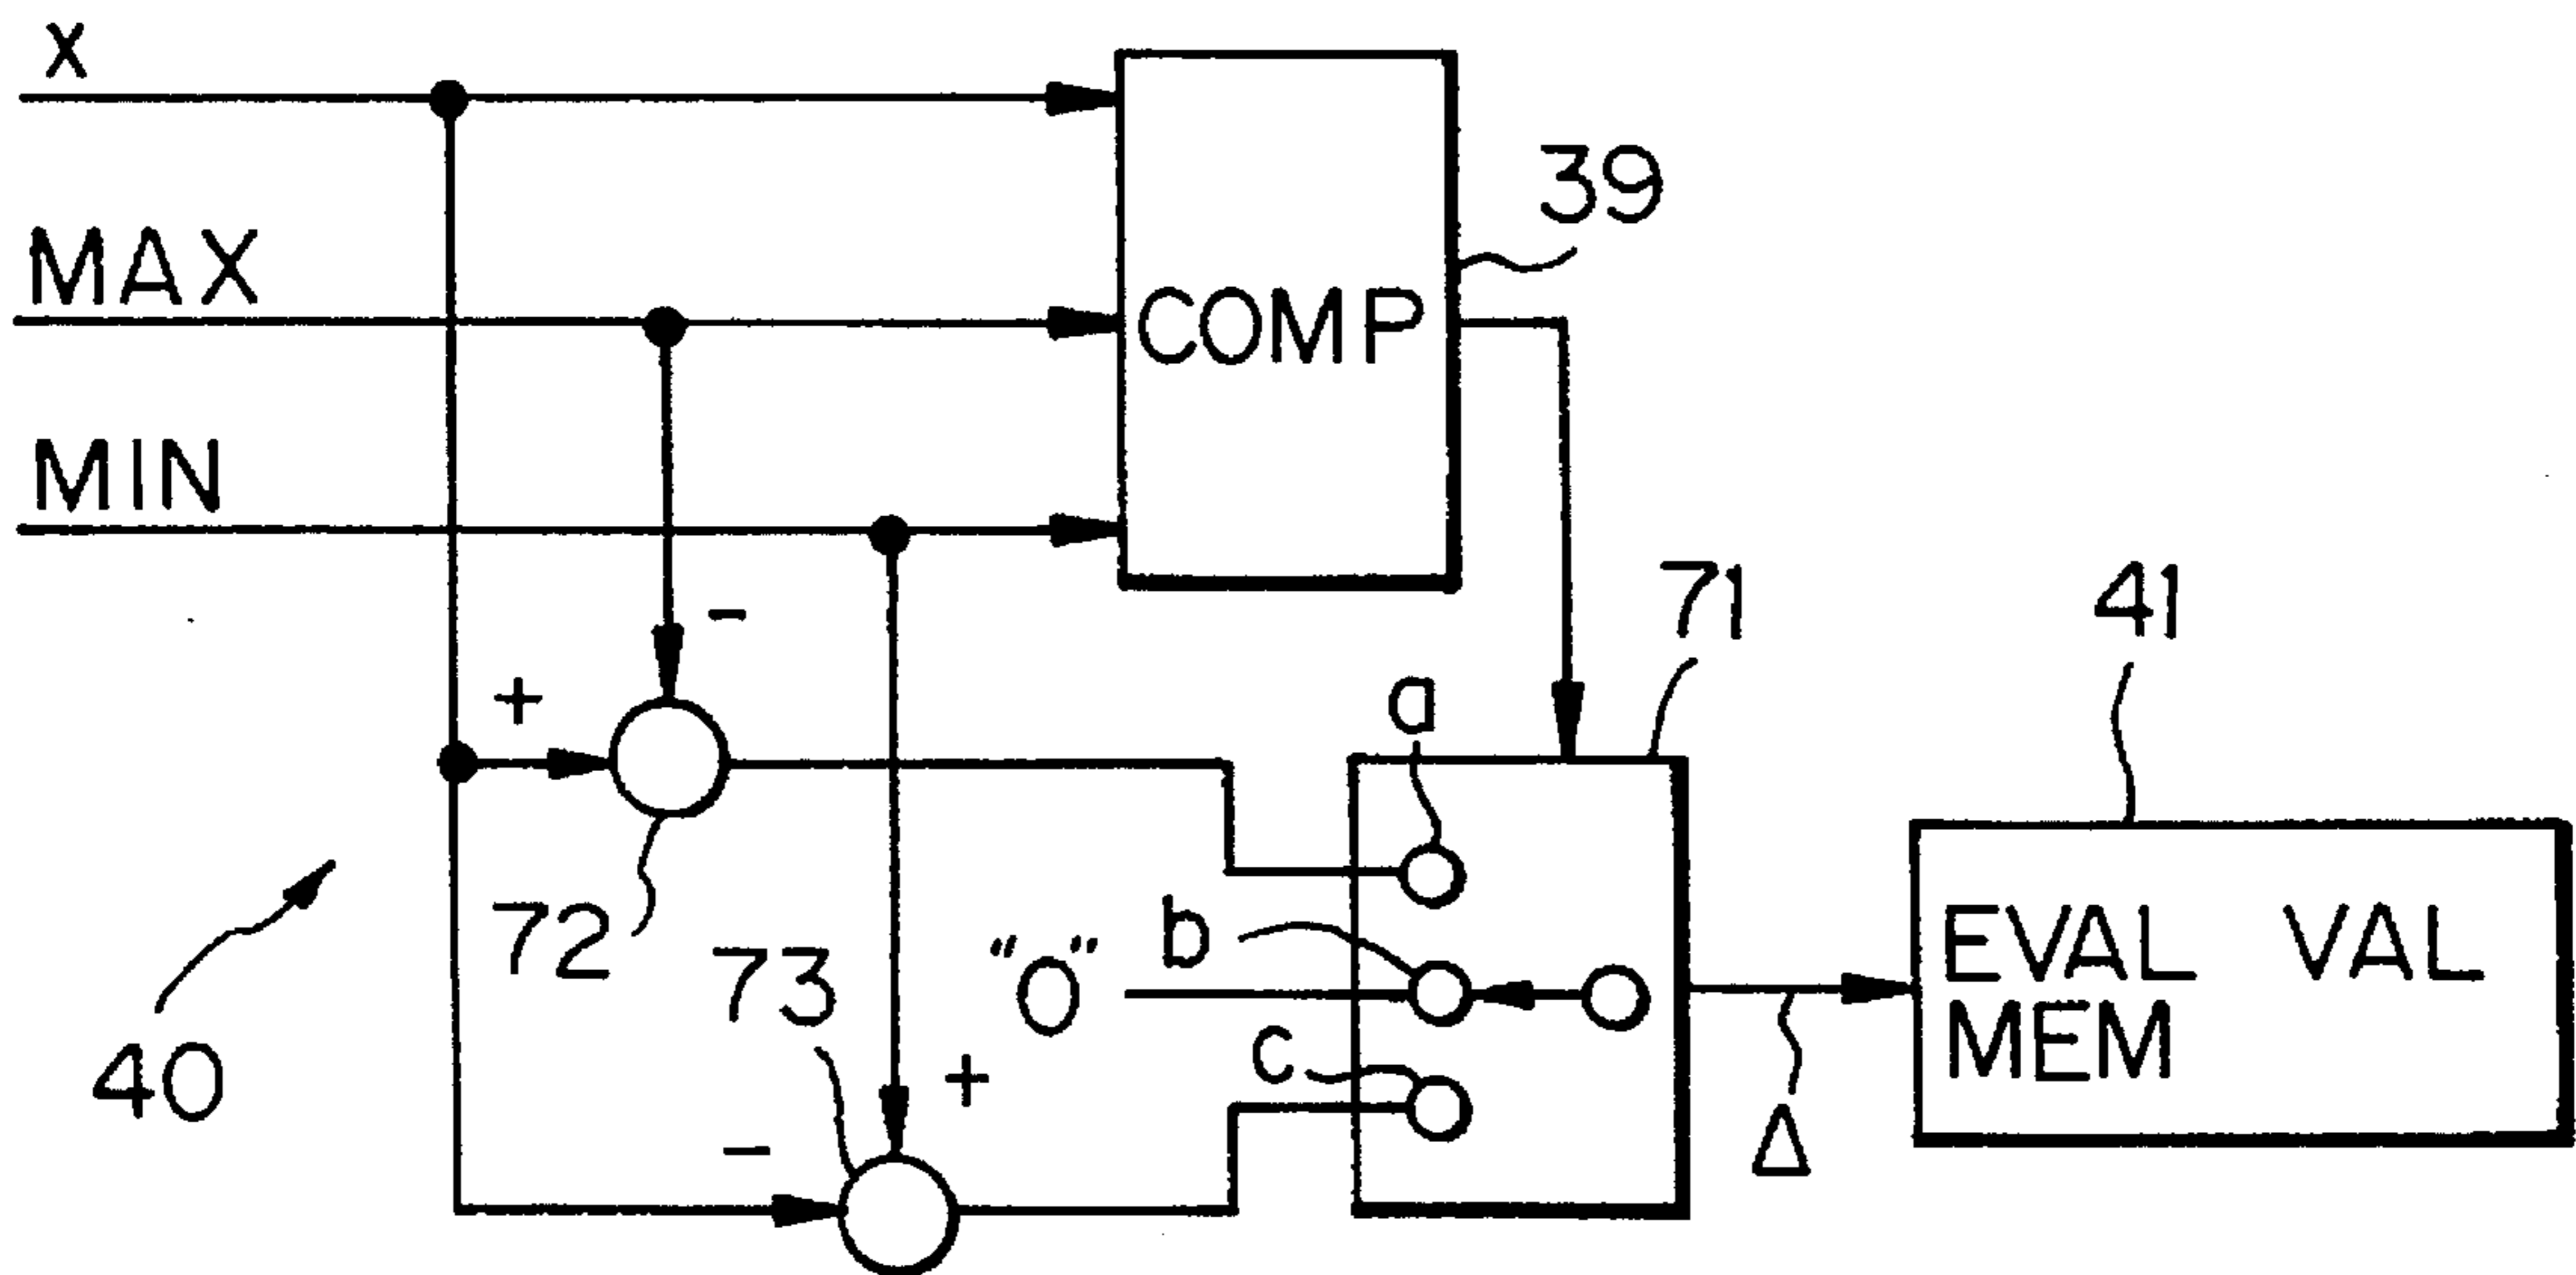 X
39
MAX
COMP
MIN
-
71
41
+
a
72
73
"0"
b
EVAL VAL
MEM
c
40
+
-
Δ